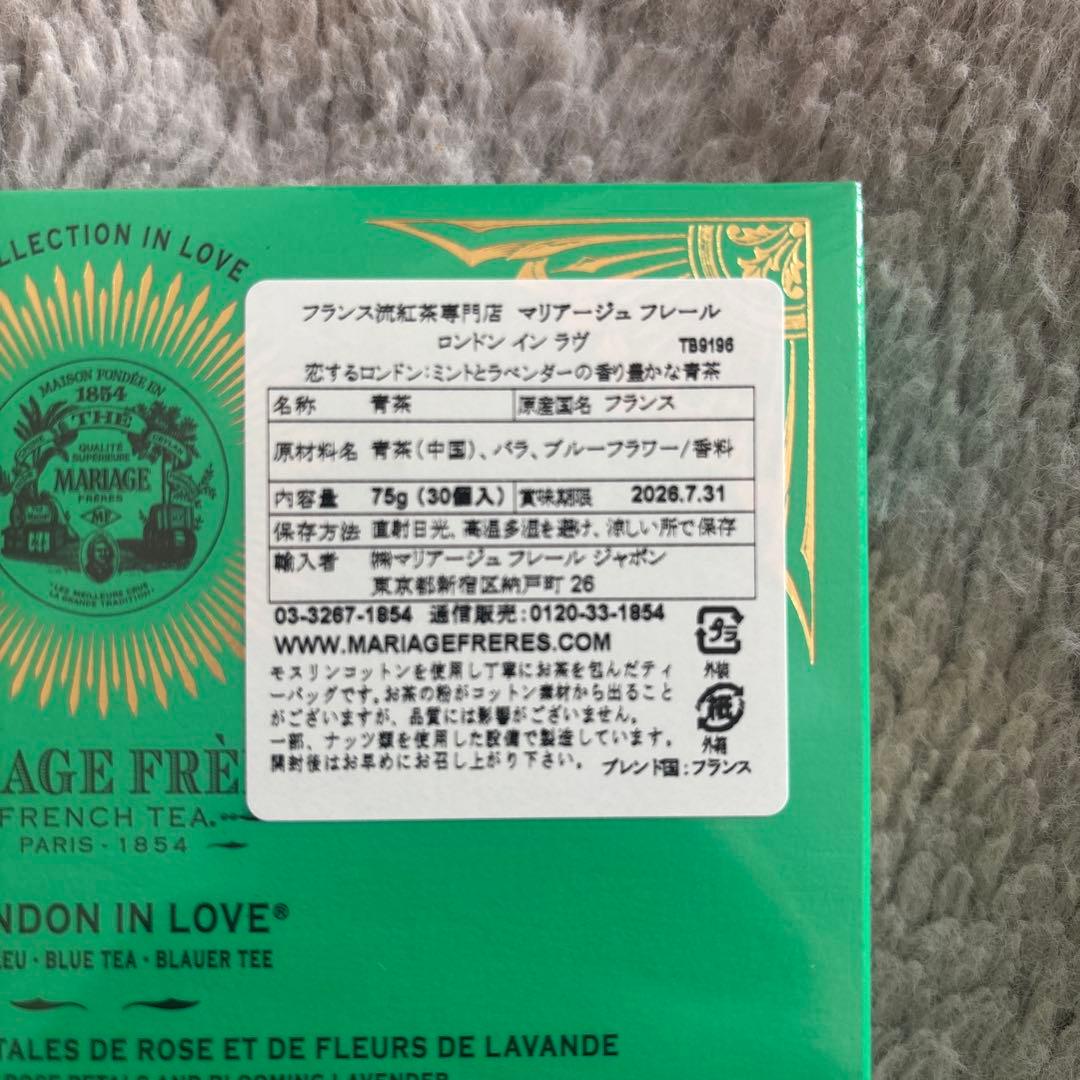 LLECTION IN LOVE
MAISON FONDÉE EN
1854
THÉ
QUALITÉ
SUPÉRIEURE
MARIAGE
FRÈRES
MF
"LES MEILLEURS CRUS
LA GRANDE TRADITION"
フランス流紅茶専門店 マリアージュ フレール
ロンドン イン ラヴ TB9196
恋するロンドン:ミントとラベンダーの香り豊かな青茶
名称 青茶 原産国名 フランス
原材料名 青茶(中国)、バラ、ブルーフラワー/香料
内容量 75g(30個入) 賞味期限 2026.7.31
保存方法 直射日光、高温多湿を避け、涼しい所で保存
輸入者 ㈱マリアージュ フレール ジャポン
東京都新宿区納戸町 26
03-3267-1854 通信販売:0120-33-1854
WWW.MARIAGEFRERES.COM
モスリンコットンを使用し丁寧にお茶を包んだティ
ーバッグです。お茶の粉がコットン素材から出ること
がございますが、品質には影響がございません。
一部、ナッツ類を使用した設備で製造しています。
開封後はお早めにお召し上がり下さい。
プラ
外装
紙
外箱
ブレンド国:フランス
IAGE FRÈ
FRENCH TEA.
PARIS - 1854
NDON IN LOVE®
LEU · BLUE TEA · BLAUER TEE
TALES DE ROSE ET DE FLEURS DE LAVANDE
ROSE PETALS AND BLOOMING LAVENDER